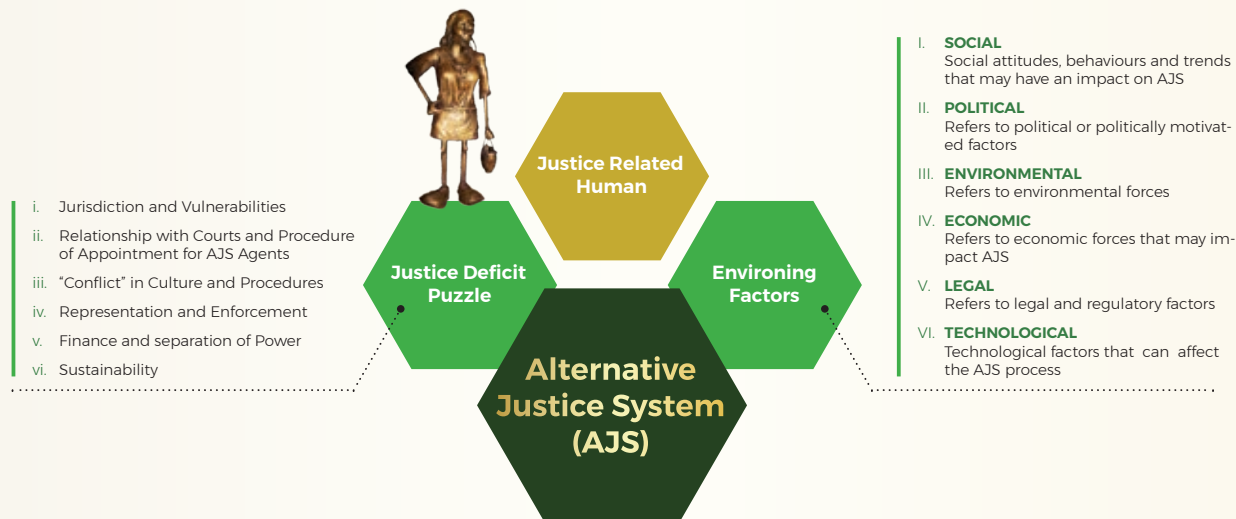 i. Jurisdiction and Vulnerabilities
ii. Relationship with Courts and Procedure
of Appointment for AJS Agents
iii. “Conflict” in Culture and Procedures
iv. Representation and Enforcement
v. Finance and separation of Power
vi. Sustainability
Justice Related
Human
Justice Deficit
Puzzle
Environing
Factors
Alternative
Justice System
(AJS)
I. SOCIAL
Social attitudes, behaviours and trends
that may have an impact on AJS
II. POLITICAL
Refers to political or politically motivat-
ed factors
III. ENVIRONMENTAL
Refers to environmental forces
IV. ECONOMIC
Refers to economic forces that may im-
pact AJS
V. LEGAL
Refers to legal and regulatory factors
VI. TECHNOLOGICAL
Technological factors that can affect
the AJS process